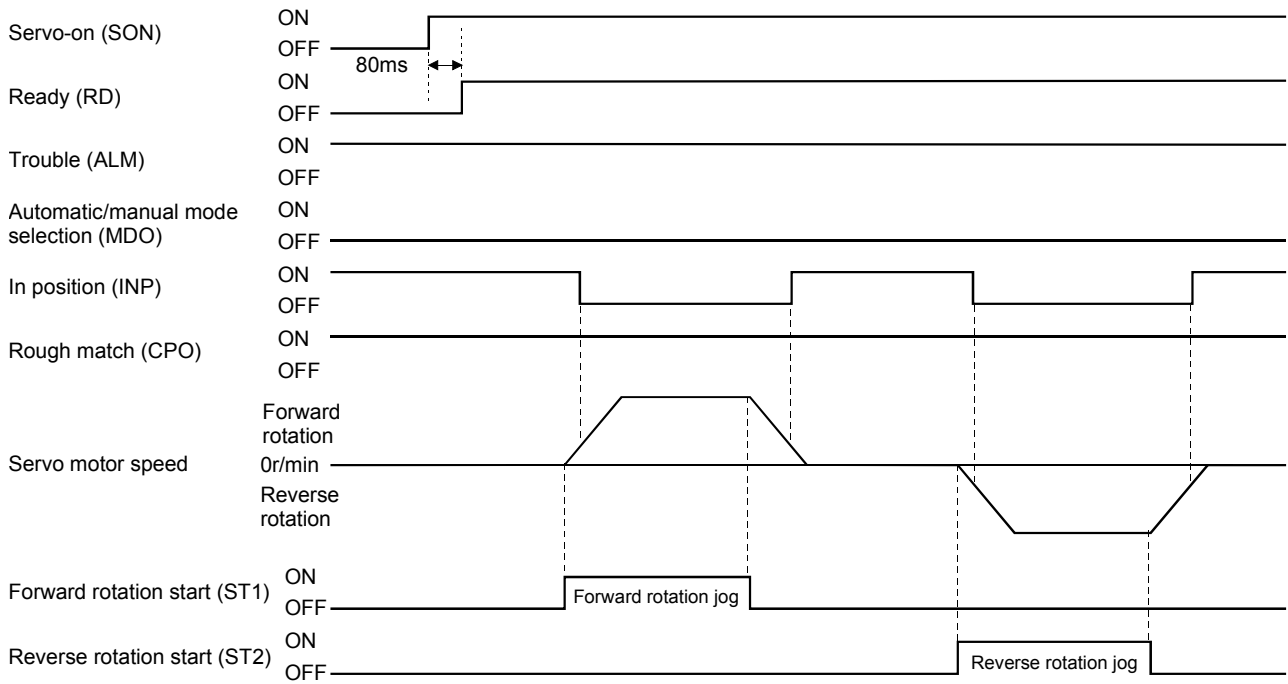 Servo-on (SON)
ON
OFF
80ms
Ready (RD)
ON
OFF
Trouble (ALM)
ON
OFF
Automatic/manual mode
selection (MDO)
ON
OFF
In position (INP)
ON
OFF
Rough match (CPO)
ON
OFF
Servo motor speed
Forward
rotation
0r/min
Reverse
rotation
Forward rotation start (ST1)
ON
OFF
Forward rotation jog
Reverse rotation start (ST2)
ON
OFF
Reverse rotation jog